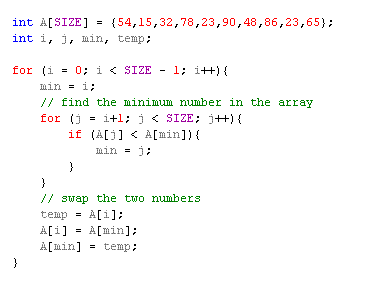 int A[SIZE] = {54,15,32,78,23,90,48,86,23,65};
int i, j, min, temp;
for (i = 0; i < SIZE - 1; i++){
min = i;
// find the minimum number in the array
for (j = i+1; j < SIZE; j++){
if (A[j] < A[min]){
min = j;
}
}
// swap the two numbers
temp = A[i];
A[i] = A[min];
A[min] = temp;
}